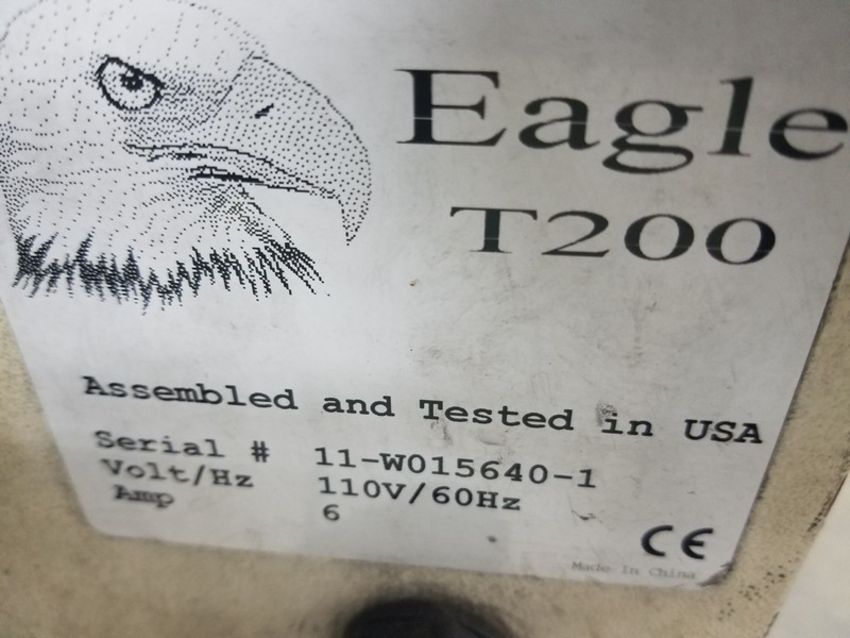 Eagle
T200
Assembled and Tested in USA
Serial # 11-W015640-1
Volt/Hz 110V/60Hz
Amp 6
CE
Made In China